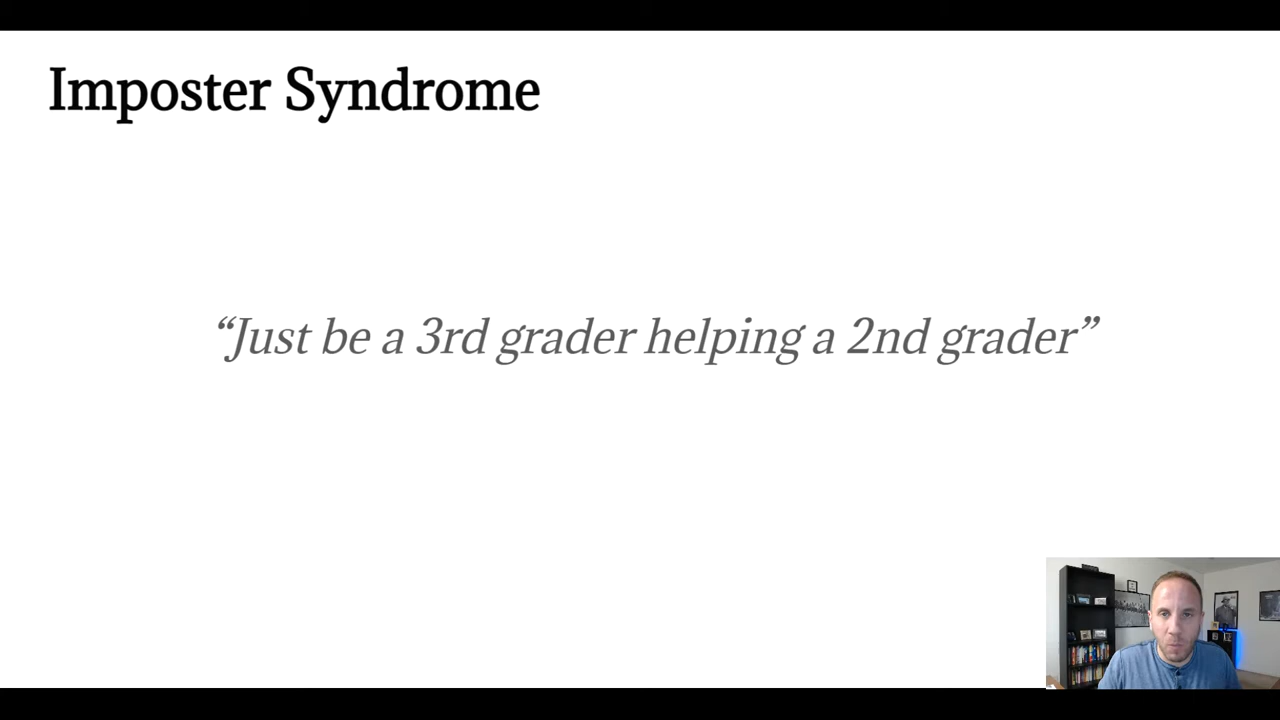 Imposter Syndrome
“Just be a 3rd grader helping a 2nd grader”